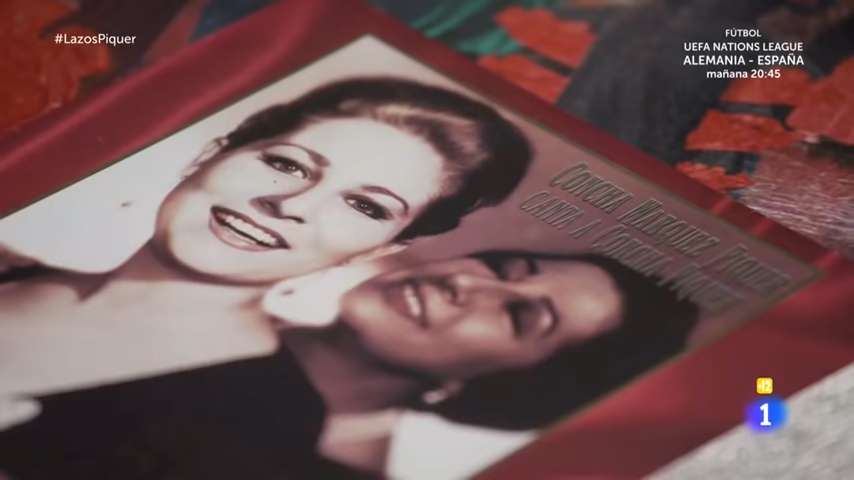 #LazosPiquer
FÚTBOL
UEFA NATIONS LEAGUE
ALEMANIA - ESPAÑA
mañana 20:45
CONCHA MÁRQUEZ PIQUER
CANTA A CONCHA PIQUER
+12
1